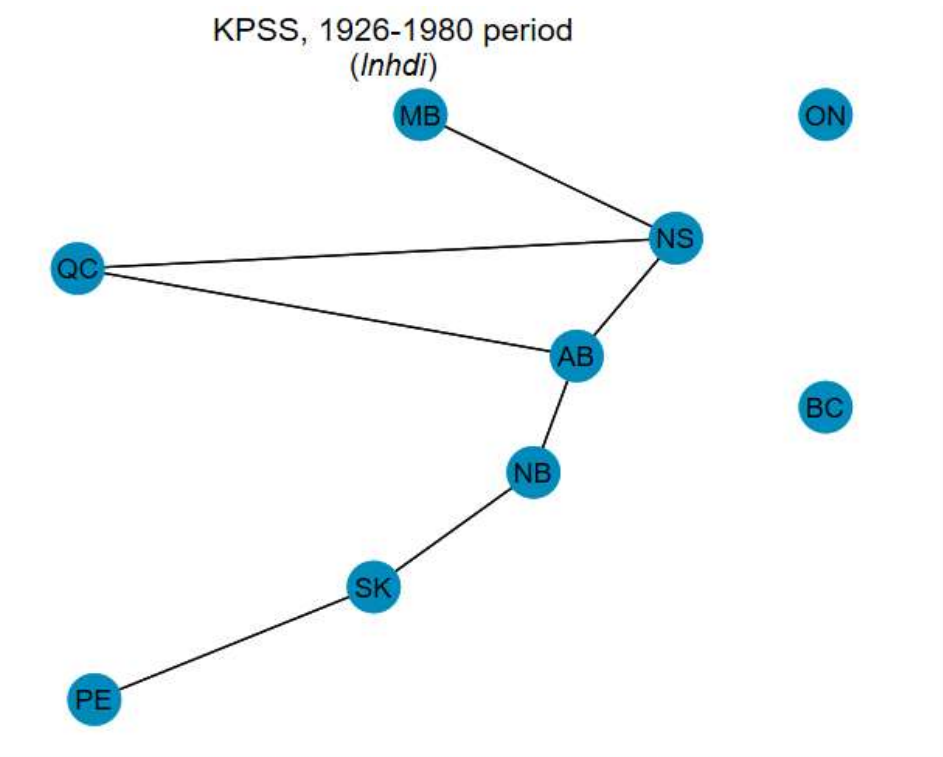 KPSS, 1926-1980 period
(lnhdi)
MB
ON
NS
QC
AB
BC
NB
SK
PE